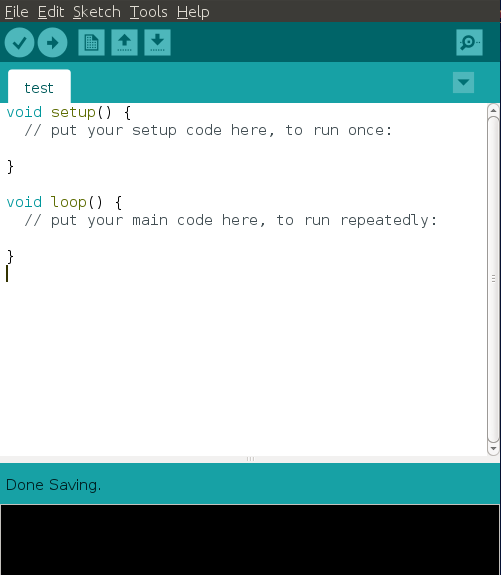 File Edit Sketch Tools Help
test
void setup() {
  // put your setup code here, to run once:
}
void loop() {
  // put your main code here, to run repeatedly:
}
Done Saving.